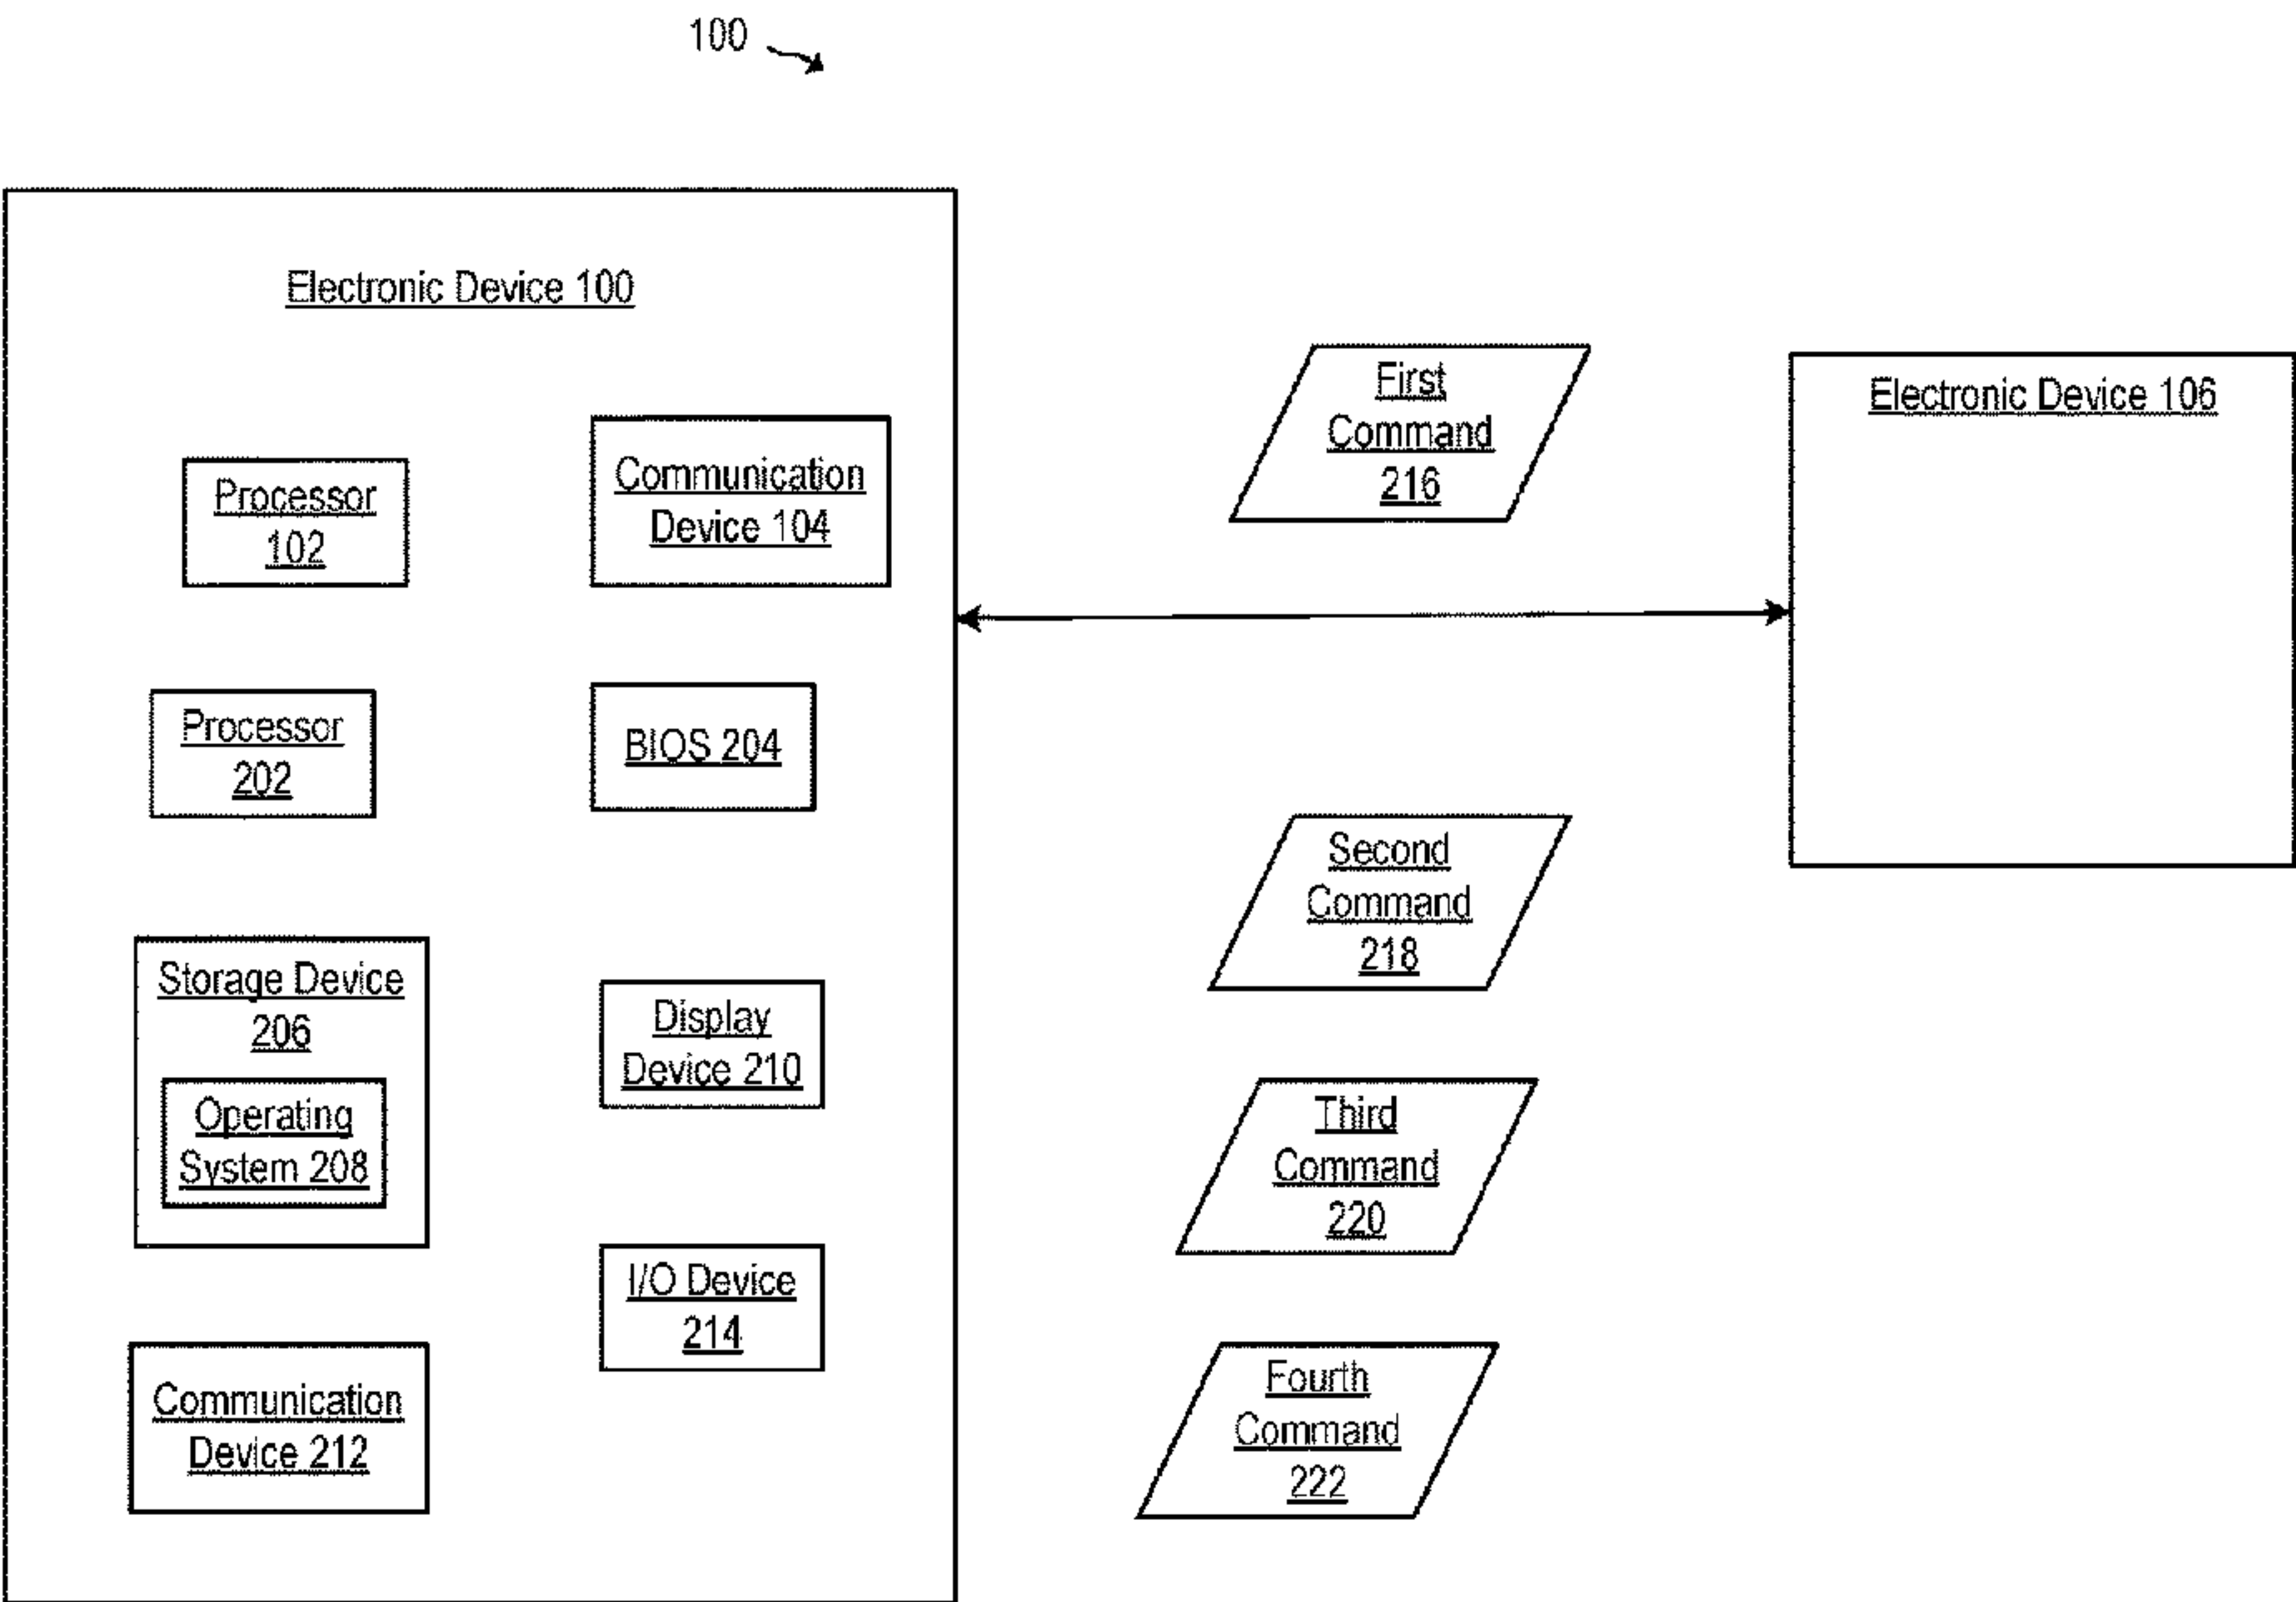 100
Electronic Device 100
Processor
102
Communication
Device 104
Processor
202
BIOS 204
Storage Device
206
Operating
System 208
Display
Device 210
I/O Device
214
Communication
Device 212
First
Command
216
Second
Command
218
Third
Command
220
Fourth
Command
222
Electronic Device 106